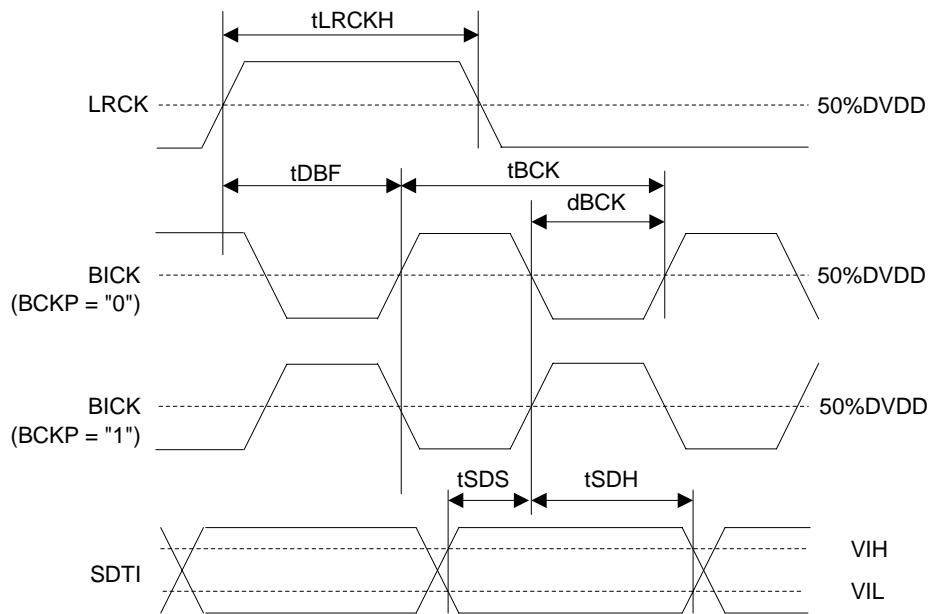 tLRCKH
LRCK
50%DVDD
tDBF
tBCK
dBCK
BICK
(BCKP = "0")
50%DVDD
BICK
(BCKP = "1")
50%DVDD
tSDS
tSDH
SDTI
VIH
VIL